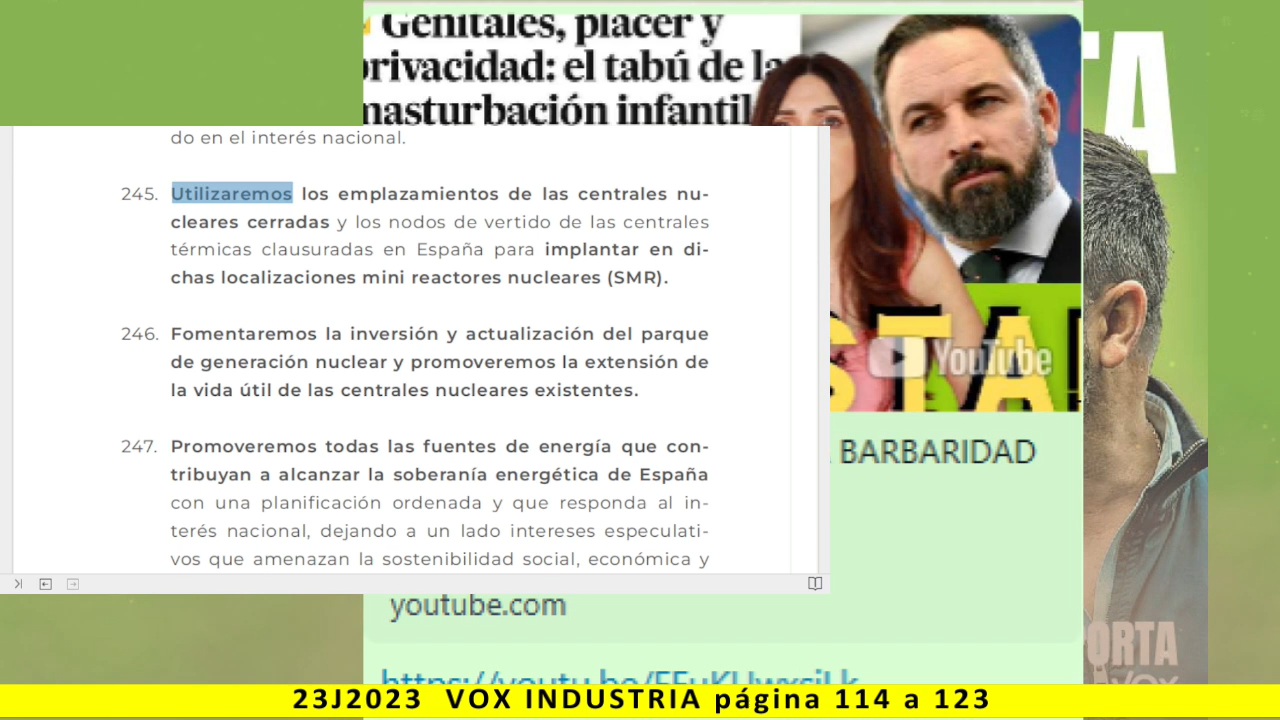 Genitales, placer y
privacidad: el tabú de la
masturbación infantil
TA
do en el interés nacional.
245. Utilizaremos los emplazamientos de las centrales nu-
cleares cerradas y los nodos de vertido de las centrales
térmicas clausuradas en España para implantar en di-
chas localizaciones mini reactores nucleares (SMR).
246. Fomentaremos la inversión y actualización del parque
de generación nuclear y promoveremos la extensión de
la vida útil de las centrales nucleares existentes.
247. Promoveremos todas las fuentes de energía que con-
tribuyan a alcanzar la soberanía energética de España
con una planificación ordenada y que responda al in-
terés nacional, dejando a un lado intereses especulati-
vos que amenazan la sostenibilidad social, económica y
STA
YouTube
BARBARIDAD
youtube.com
ORTA
VOX
23J2023 VOX INDUSTRIA página 114 a 123